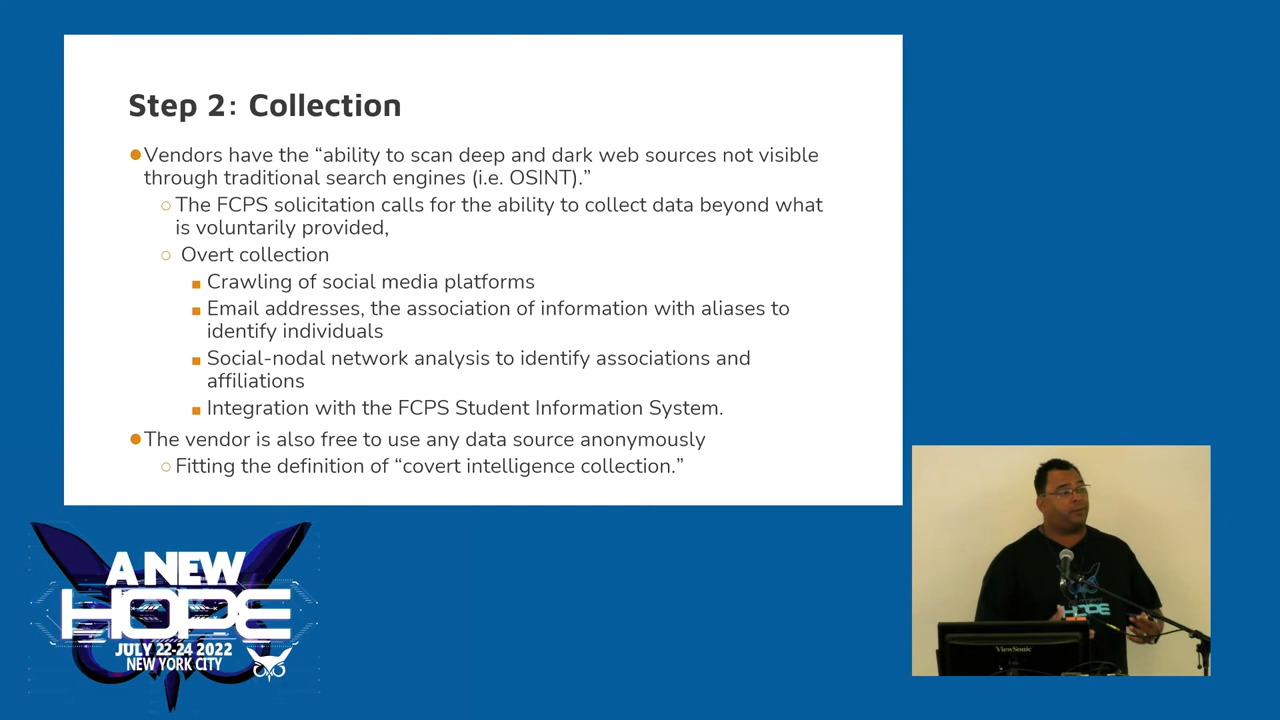 Step 2: Collection
●Vendors have the “ability to scan deep and dark web sources not visible
through traditional search engines (i.e. OSINT).”
○The FCPS solicitation calls for the ability to collect data beyond what
is voluntarily provided,
○ Overt collection
■ Crawling of social media platforms
■ Email addresses, the association of information with aliases to
identify individuals
■ Social-nodal network analysis to identify associations and
affiliations
■ Integration with the FCPS Student Information System.
●The vendor is also free to use any data source anonymously
○Fitting the definition of “covert intelligence collection.”
A NEW
HOPE
JULY 22-24 2022
NEW YORK CITY
HOPE
ViewSonic